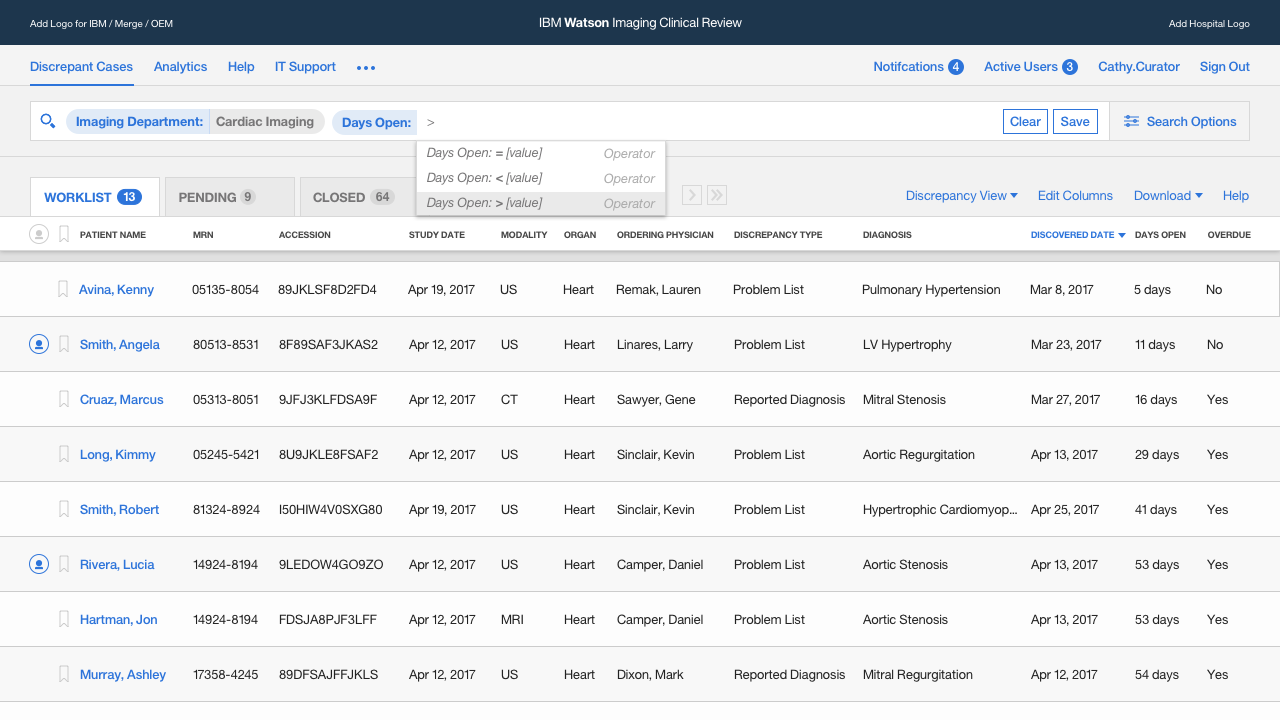 Add Logo for IBM / Merge / OEM IBM Watson Imaging Clinical Review Add Hospital Logo
Discrepant Cases Analytics Help IT Support Notifcations 4 Active Users 3 Cathy.Curator Sign Out
Imaging Department: Cardiac Imaging Days Open: > Clear Save Search Options
Days Open: = [value] Operator
Days Open: < [value] Operator
Days Open: > [value] Operator
WORKLIST 13 PENDING 9 CLOSED 64 Discrepancy View Edit Columns Download Help
PATIENT NAME MRN ACCESSION STUDY DATE MODALITY ORGAN ORDERING PHYSICIAN DISCREPANCY TYPE DIAGNOSIS DISCOVERED DATE DAYS OPEN OVERDUE
Avina, Kenny 05135-8054 89JKLSF8D2FD4 Apr 19, 2017 US Heart Remak, Lauren Problem List Pulmonary Hypertension Mar 8, 2017 5 days No
Smith, Angela 80513-8531 8F89SAF3JKAS2 Apr 12, 2017 US Heart Linares, Larry Problem List LV Hypertrophy Mar 23, 2017 11 days No
Cruaz, Marcus 05313-8051 9JFJ3KLFDSA9F Apr 12, 2017 CT Heart Sawyer, Gene Reported Diagnosis Mitral Stenosis Mar 27, 2017 16 days Yes
Long, Kimmy 05245-5421 8U9JKLE8FSAF2 Apr 12, 2017 US Heart Sinclair, Kevin Problem List Aortic Regurgitation Apr 13, 2017 29 days Yes
Smith, Robert 81324-8924 I50HIW4V0SXG80 Apr 19, 2017 US Heart Sinclair, Kevin Problem List Hypertrophic Cardiomyop... Apr 25, 2017 41 days Yes
Rivera, Lucia 14924-8194 9LEDOW4GO9ZO Apr 12, 2017 US Heart Camper, Daniel Problem List Aortic Stenosis Apr 13, 2017 53 days Yes
Hartman, Jon 14924-8194 FDSJA8PJF3LFF Apr 12, 2017 MRI Heart Camper, Daniel Problem List Aortic Stenosis Apr 13, 2017 53 days Yes
Murray, Ashley 17358-4245 89DFSAJFFJKLS Apr 12, 2017 US Heart Dixon, Mark Reported Diagnosis Mitral Regurgitation Apr 12, 2017 54 days Yes